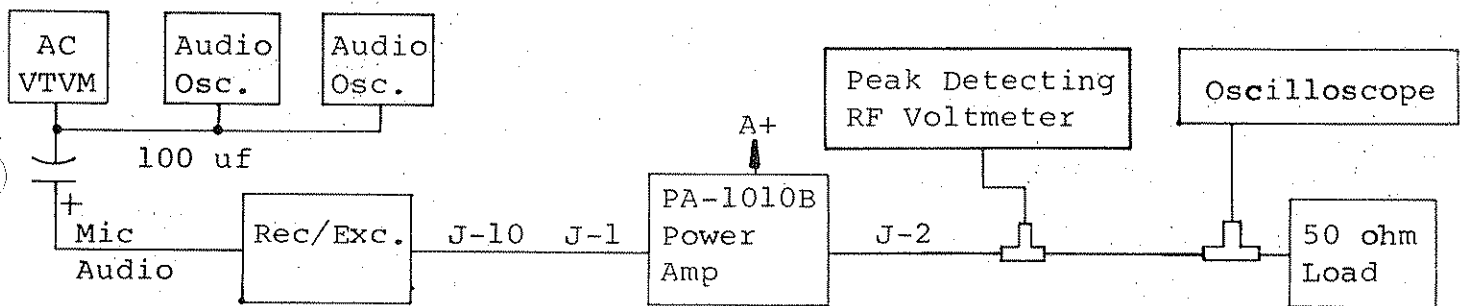 AC
VTVM
Audio
Osc.
Audio
Osc.
Peak Detecting
RF Voltmeter
Oscilloscope
A+
100 uf
+
Mic
Audio
Rec/Exc.
J-10
J-1
PA-1010B
Power
Amp
J-2
50 ohm
Load